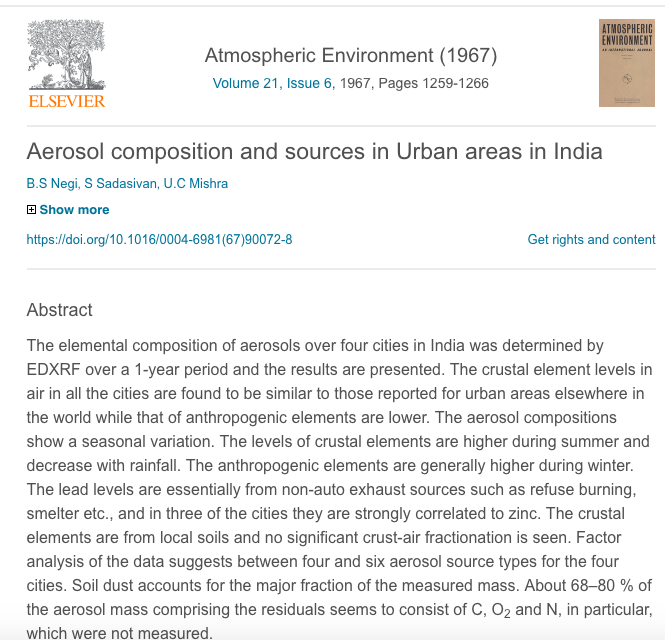 ELSEVIER
Atmospheric Environment (1967)
Volume 21, Issue 6, 1967, Pages 1259-1266
ATMOSPHERIC
ENVIRONMENT
AN INTERNATIONAL JOURNAL
Aerosol composition and sources in Urban areas in India
B.S Negi, S Sadasivan, U.C Mishra
Show more
https://doi.org/10.1016/0004-6981(67)90072-8
Get rights and content
Abstract
The elemental composition of aerosols over four cities in India was determined by
EDXRF over a 1-year period and the results are presented. The crustal element levels in
air in all the cities are found to be similar to those reported for urban areas elsewhere in
the world while that of anthropogenic elements are lower. The aerosol compositions
show a seasonal variation. The levels of crustal elements are higher during summer and
decrease with rainfall. The anthropogenic elements are generally higher during winter.
The lead levels are essentially from non-auto exhaust sources such as refuse burning,
smelter etc., and in three of the cities they are strongly correlated to zinc. The crustal
elements are from local soils and no significant crust-air fractionation is seen. Factor
analysis of the data suggests between four and six aerosol source types for the four
cities. Soil dust accounts for the major fraction of the measured mass. About 68–80 % of
the aerosol mass comprising the residuals seems to consist of C, O2 and N, in particular,
which were not measured.